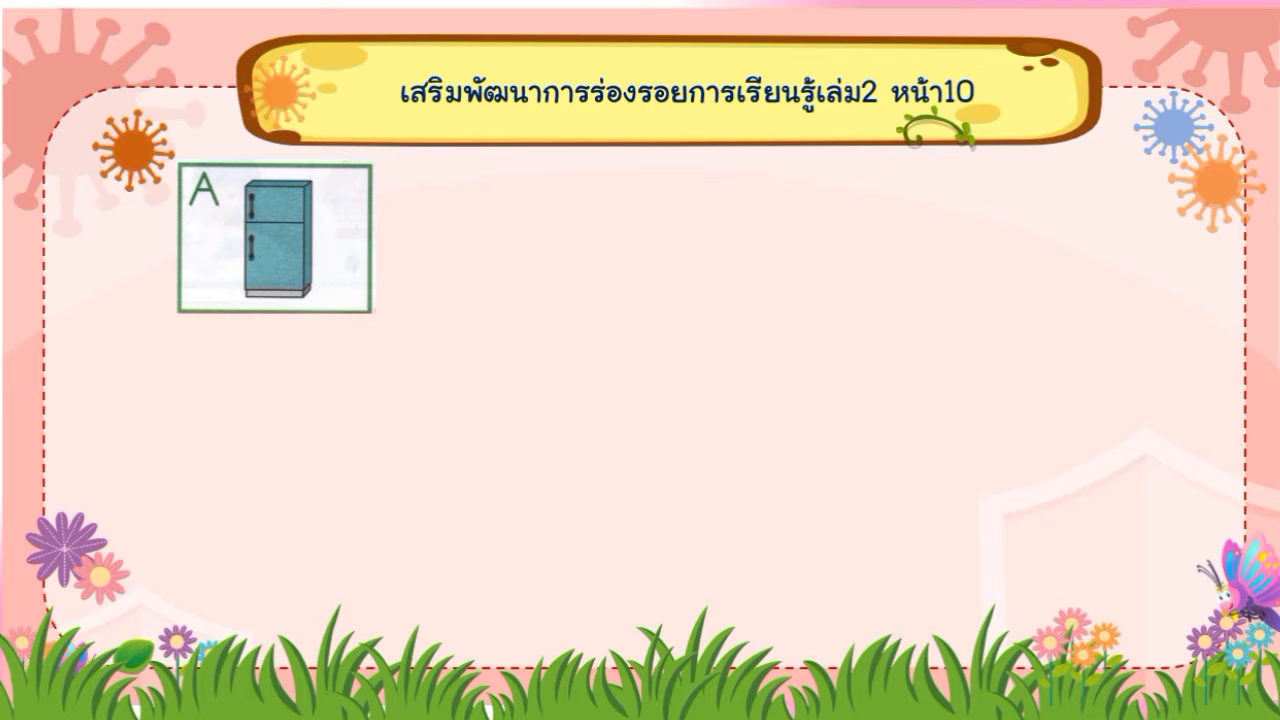 เสริมพัฒนาการร่องรอยการเรียนรู้เล่ม2 หน้า10
A